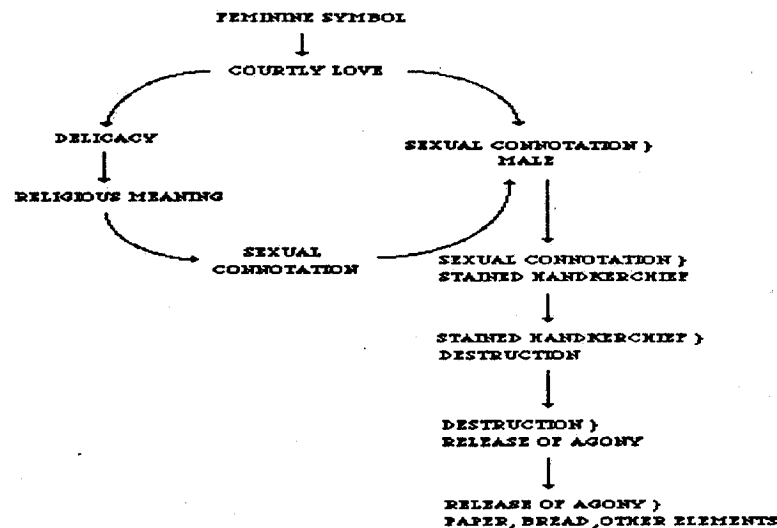 FEMININE SYMBOL
COURTLY LOVE
DELICACY
SEXUAL CONNOTATION }
MALE
RELIGIOUS MEANING
SEXUAL
CONNOTATION
SEXUAL CONNOTATION }
STAINED HANDKERCHIEF
STAINED HANDKERCHIEF }
DESTRUCTION
DESTRUCTION }
RELEASE OF AGONY
RELEASE OF AGONY }
PAPER, BREAD ,OTHER ELEMENTS